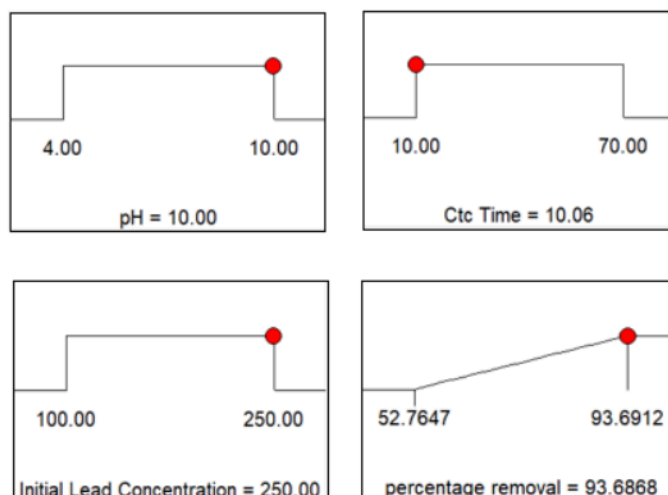 4.00 10.00
pH = 10.00
10.00 70.00
Ctc Time = 10.06
100.00 250.00
Initial Lead Concentration = 250.00
52.7647 93.6912
percentage removal = 93.6868